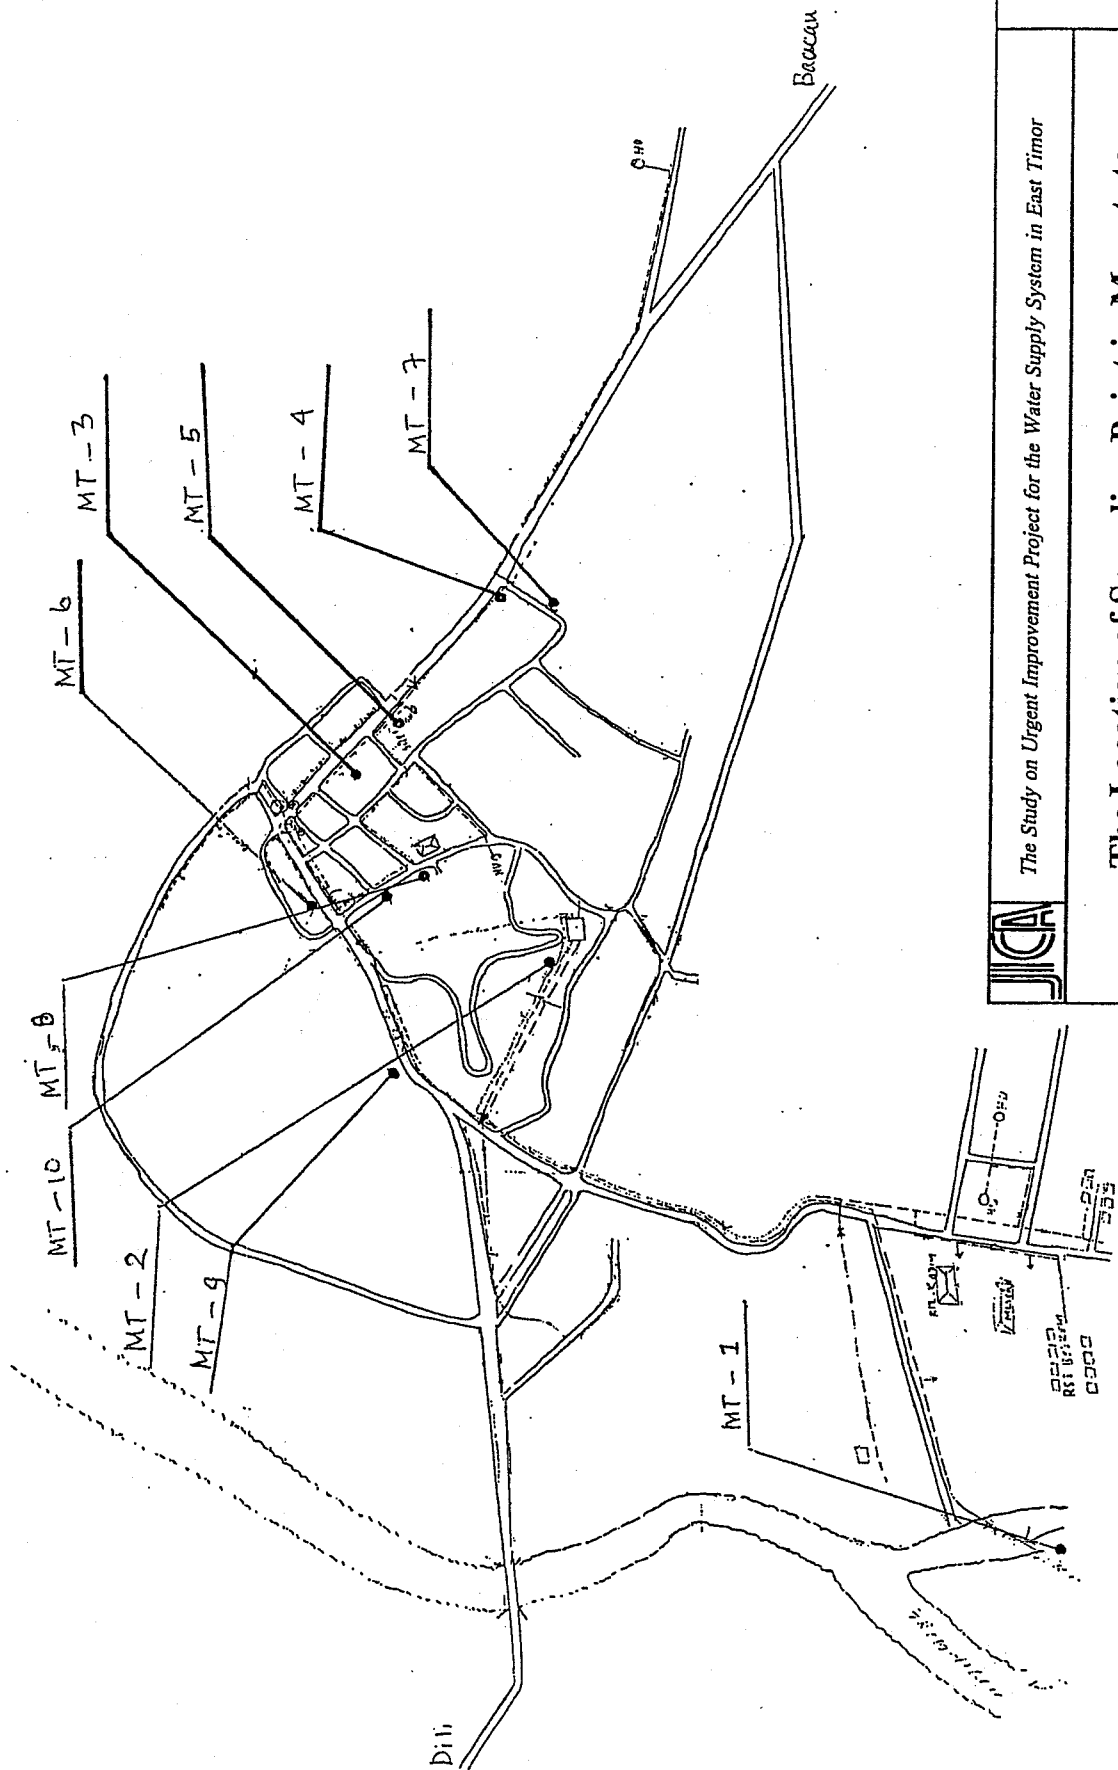 MT - 8
MT - 10
MT - 6
MT - 3
MT - 2
MT - 5
MT - 9
MT - 4
MT - 7
Dili
MT - 1
Baucau
JICA
The Study on Urgent Improvement Project for the Water Supply System in East Timor